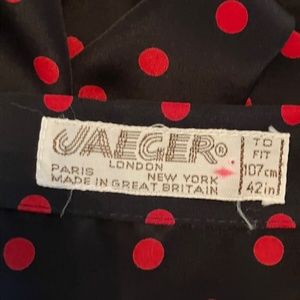 JAEGER®
LONDON
PARIS NEW YORK
MADE IN GREAT BRITAIN
TO
FIT
107cm
42in